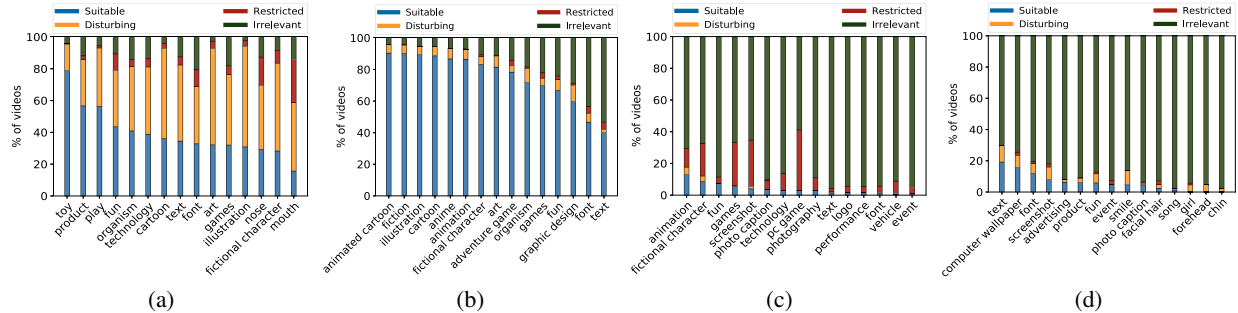 Suitable Restricted
Disturbing Irrelevant
% of videos
100
80
60
40
20
0
toy
product
play
fun
organism
technology
cartoon
text
font
art
games
illustration
nose
fictional character
mouth
(a)
Suitable Restricted
Disturbing Irrelevant
% of videos
100
80
60
40
20
0
animated cartoon
fiction
illustration
cartoon
anime
animation
fictional character
art
adventure game
organism
games
fun
graphic design
font
text
(b)
Suitable Restricted
Disturbing Irrelevant
% of videos
100
80
60
40
20
0
animation
fictional character
fun
games
screenshot
photo caption
technology
pc game
photography
text
logo
performance
font
vehicle
event
(c)
Suitable Restricted
Disturbing Irrelevant
% of videos
100
80
60
40
20
0
text
computer wallpaper
font
screenshot
advertising
product
fun
event
smile
photo caption
facial hair
song
girl
forehead
chin
(d)